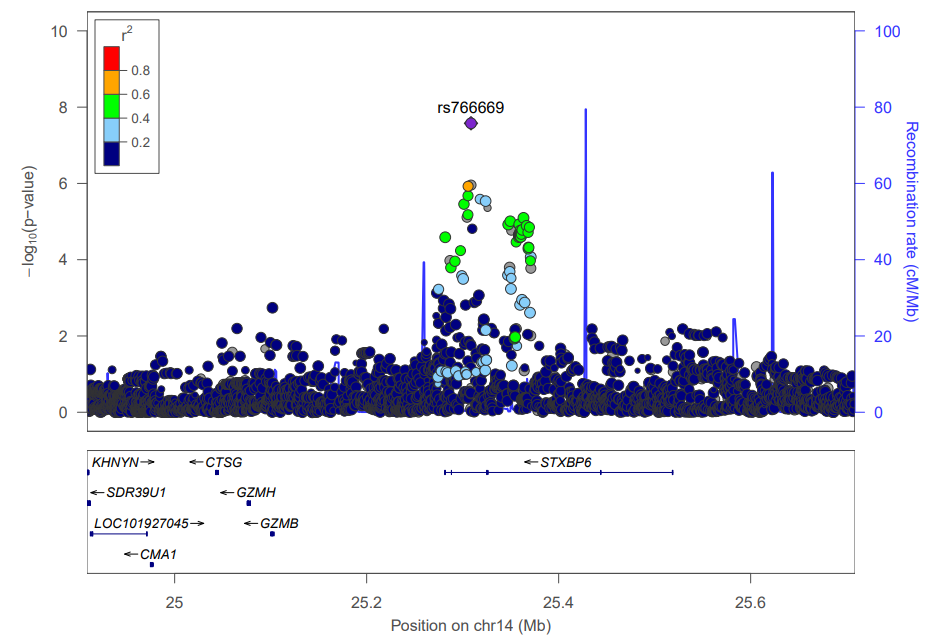 r2
0.8
0.6
0.4
0.2
rs766669
10
8
6
4
2
0
−log10(p−value)
100
80
60
40
20
0
Recombination rate (cM/Mb)
KHNYN→
←CTSG
←STXBP6
←SDR39U1
←GZMH
LOC101927045→
←GZMB
←CMA1
25
25.2
25.4
25.6
Position on chr14 (Mb)